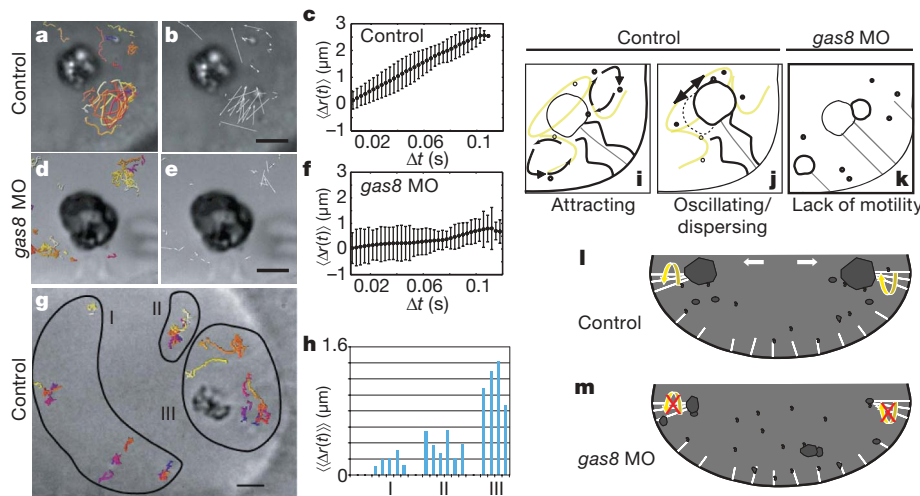 a
b
Control
c
Control
⟨Δr(t)⟩ (µm)
3
2
1
0
−1
0.02
0.06
0.1
Δt (s)
d
e
gas8 MO
f
gas8 MO
⟨Δr(t)⟩ (µm)
3
2
1
0
−1
0.02
0.06
0.1
Δt (s)
g
Control
I
II
III
h
⟨⟨Δr(t)⟩⟩ (µm)
1.6
0
I
II
III
Control
gas8 MO
i
j
k
Attracting
Oscillating/
dispersing
Lack of motility
l
Control
m
gas8 MO